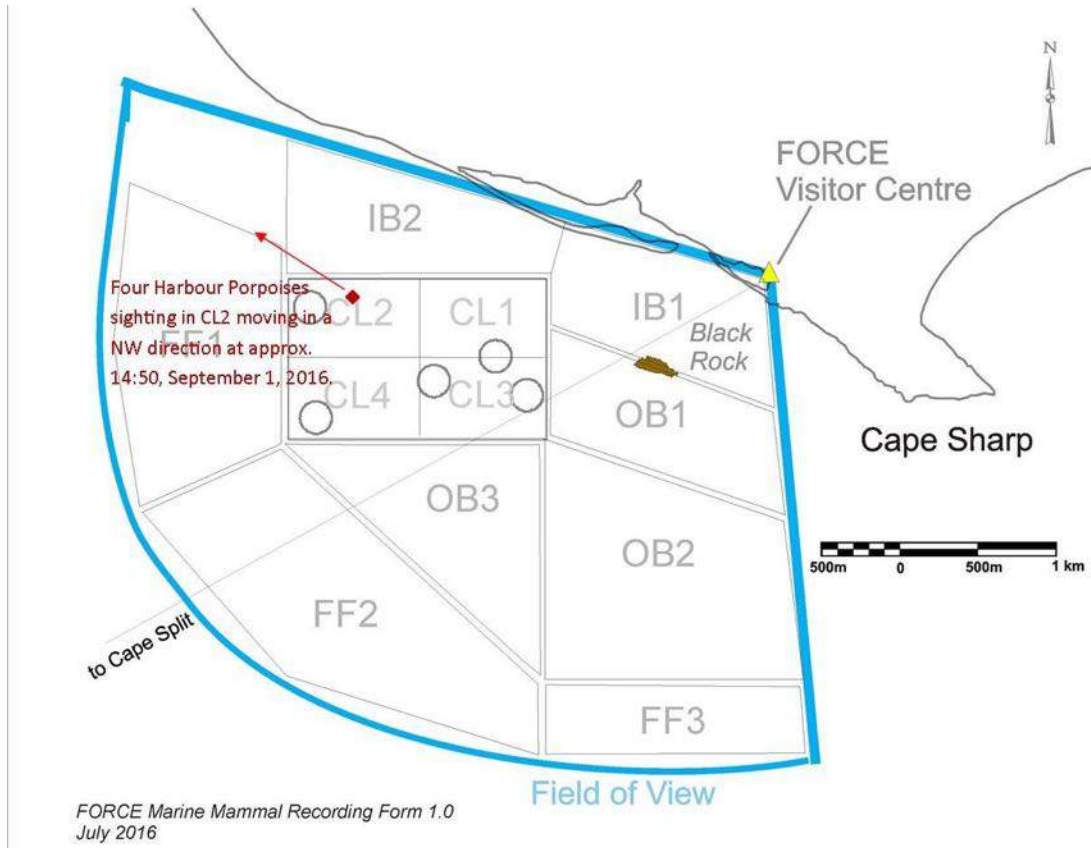 N
FORCE
Visitor Centre
IB2
Four Harbour Porpoises
sighting in CL2 moving in a
NW direction at approx.
14:50, September 1, 2016.
CL2
CL1
IB1
Black
Rock
FF1
CL4
CL3
OB1
Cape Sharp
OB3
OB2
500m
0
500m
1 km
FF2
to Cape Split
FF3
Field of View
FORCE Marine Mammal Recording Form 1.0
July 2016